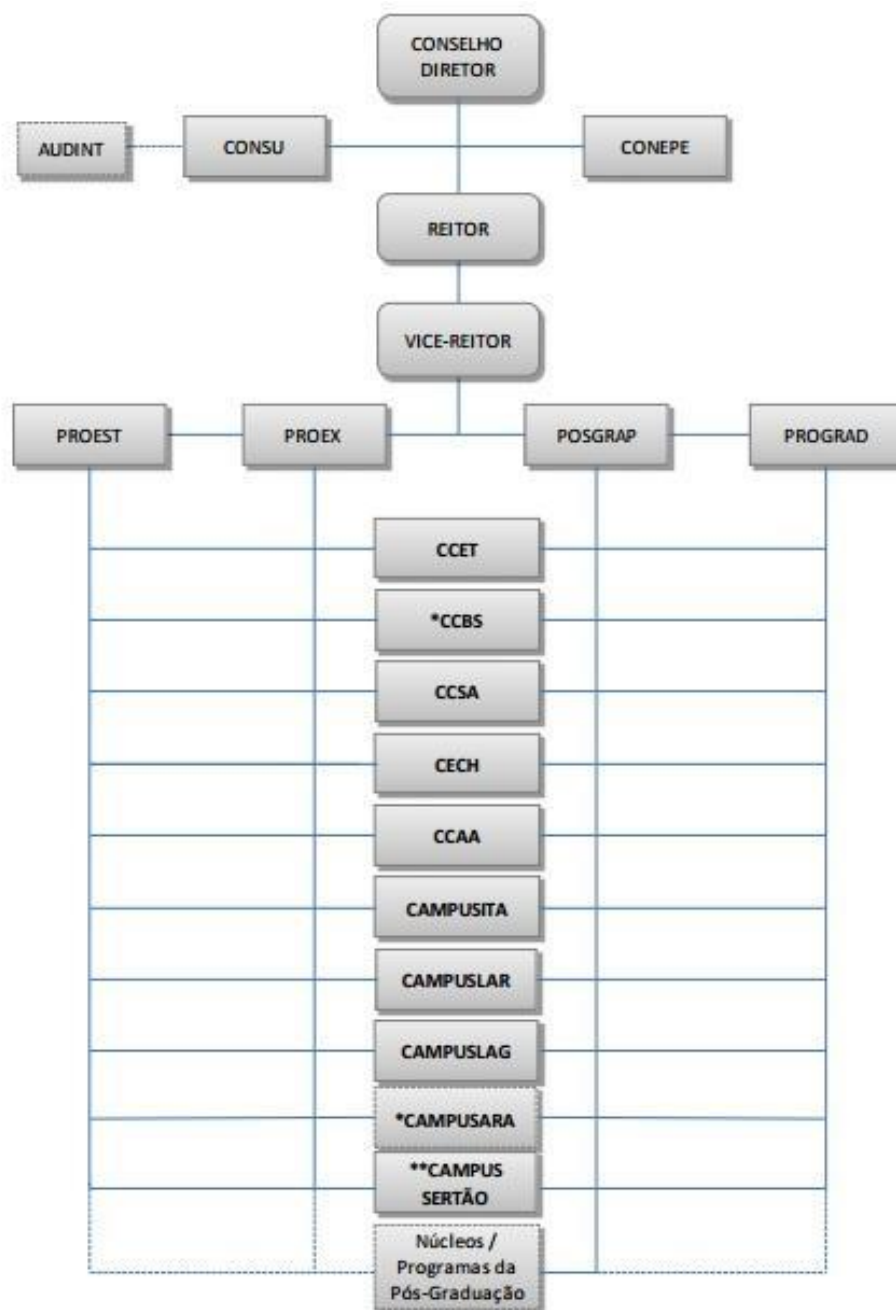 CONSELHO
DIRETOR
AUDINT
CONSU
CONEPE
REITOR
VICE-REITOR
PROEST
PROEX
POSGRAP
PROGRAD
CCET
*CCBS
CCSA
CECH
CCAA
CAMPUSITA
CAMPUSLAR
CAMPUSLAG
*CAMPUSARA
**CAMPUS
SERTÃO
Núcleos /
Programas da
Pós-Graduação